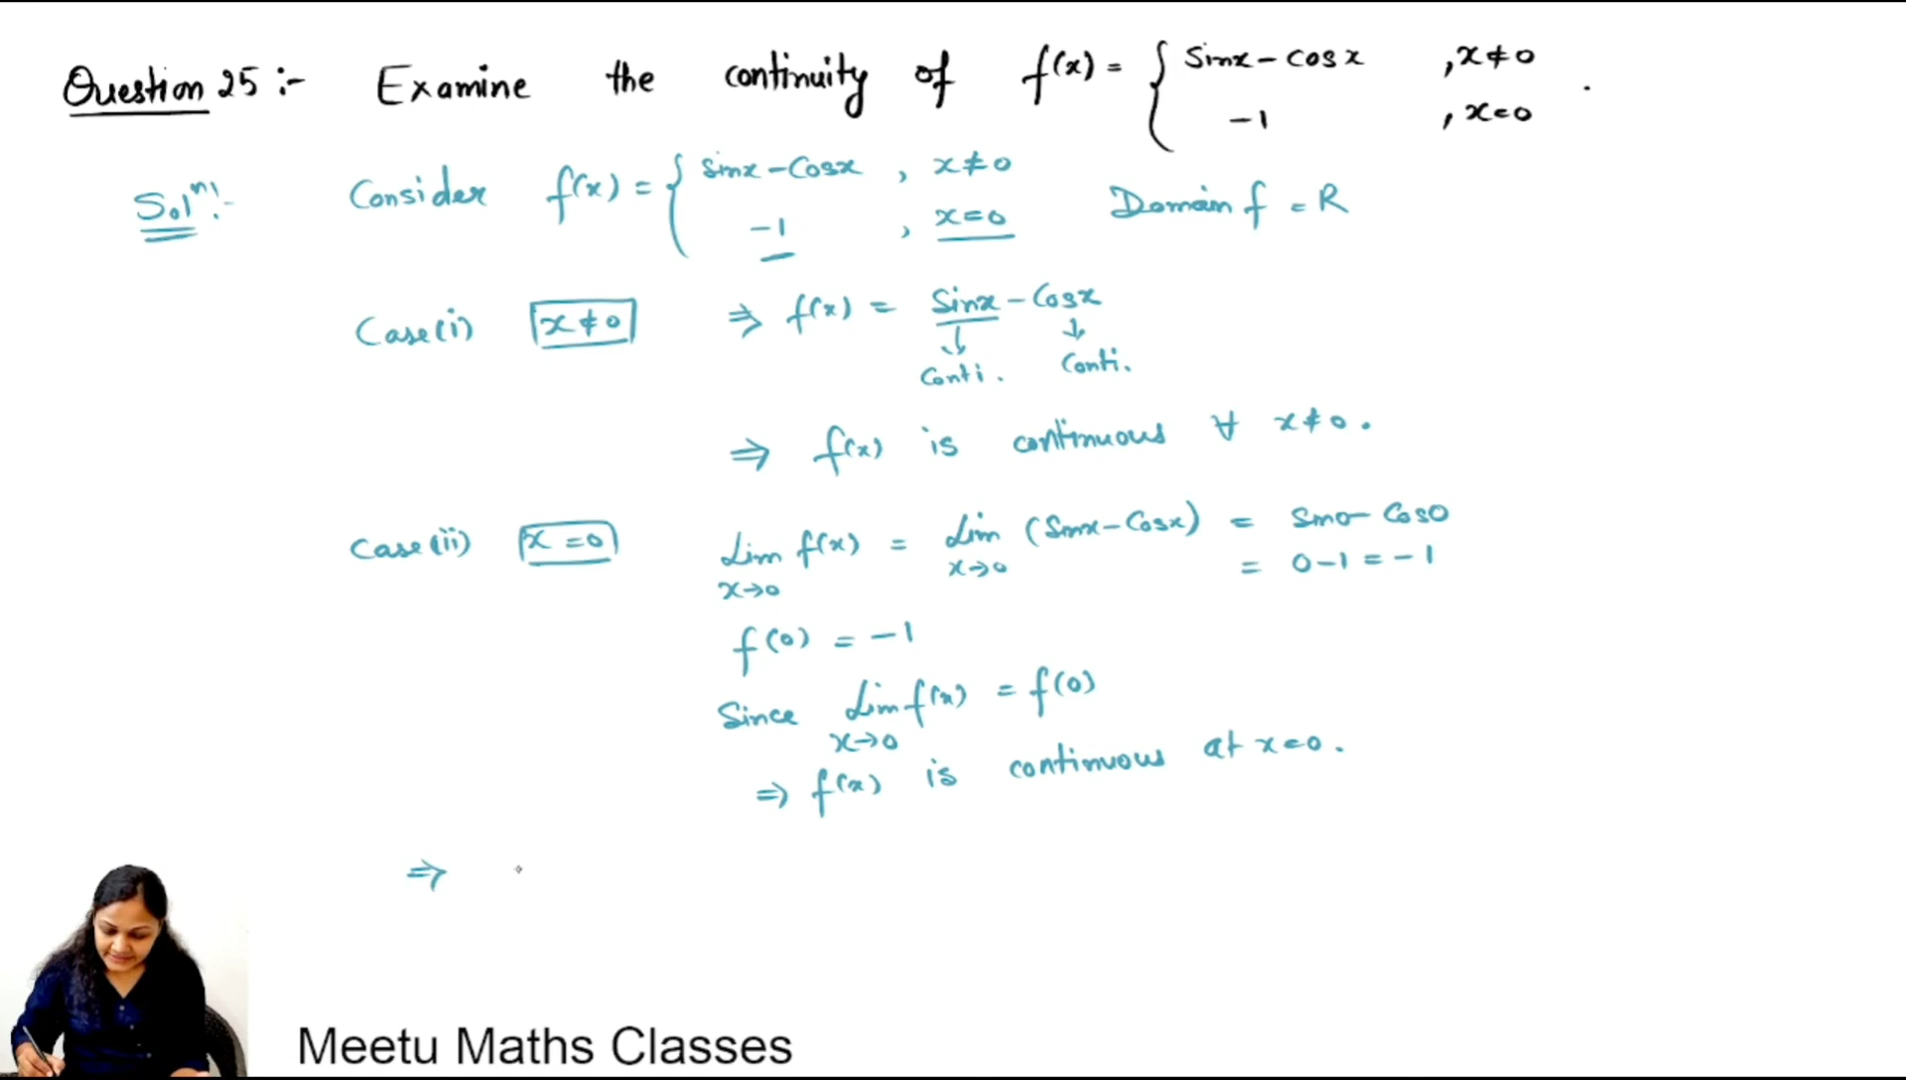 Question 25 :- Examine the continuity of f(x) = { sinx - cosx , x ≠ 0
-1 , x = 0 .
Solⁿ:- Consider f(x) = { sinx - Cosx , x ≠ 0
-1 , x = 0 Domain f = R
Case(i) x ≠ 0 ⇒ f(x) = Sinx - Cosx
↓ ↓
Conti. Conti.
⇒ f(x) is continuous ∀ x ≠ 0.
Case(ii) x = 0 Lim f(x) = Lim (Sinx - Cosx) = Sin0 - Cos0
x→0 x→0 = 0 - 1 = -1
f(0) = -1
Since Lim f(x) = f(0)
x→0
⇒ f(x) is continuous at x = 0.
⇒
Meetu Maths Classes